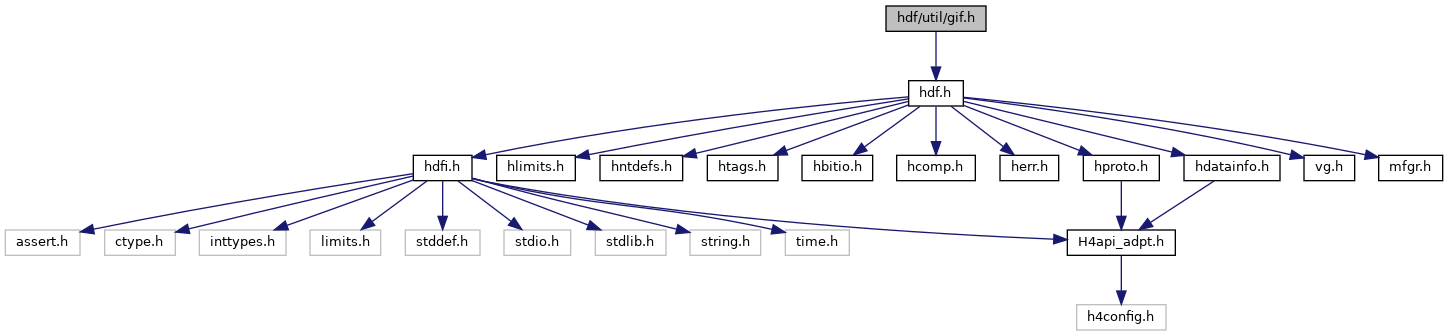 hdf/util/gif.h
hdf.h
hdfi.h
hlimits.h
hntdefs.h
htags.h
hbitio.h
hcomp.h
herr.h
hproto.h
hdatainfo.h
vg.h
mfgr.h
assert.h
ctype.h
inttypes.h
limits.h
stddef.h
stdio.h
stdlib.h
string.h
time.h
H4api_adpt.h
h4config.h